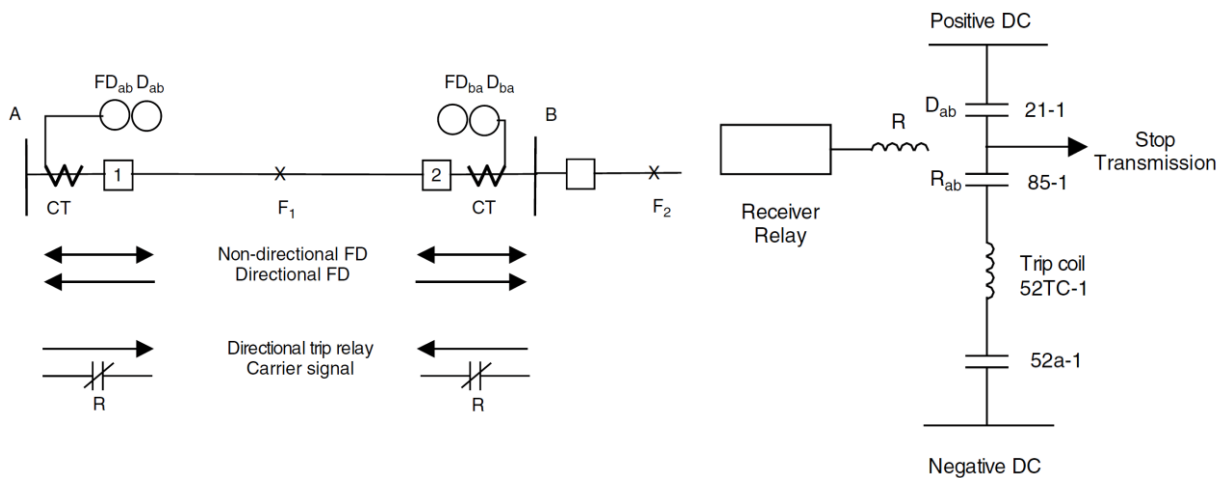 FDab Dab
A
1
CT
F1
FDba Dba
B
2
CT
F2
Non-directional FD
Directional FD
Directional trip relay
Carrier signal
R
R
Receiver
Relay
R
Positive DC
Dab
21-1
Stop
Transmission
Rab
85-1
Trip coil
52TC-1
52a-1
Negative DC